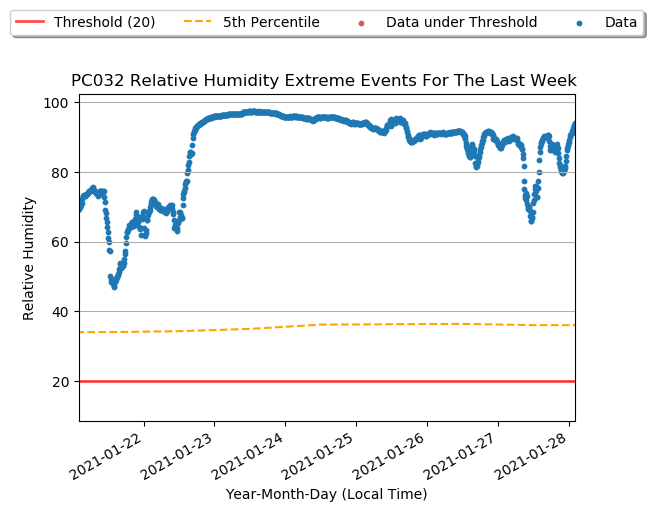 Threshold (20) 5th Percentile Data under Threshold Data
PC032 Relative Humidity Extreme Events For The Last Week
100
80
60
40
20
Relative Humidity
2021-01-22 2021-01-23 2021-01-24 2021-01-25 2021-01-26 2021-01-27 2021-01-28
Year-Month-Day (Local Time)